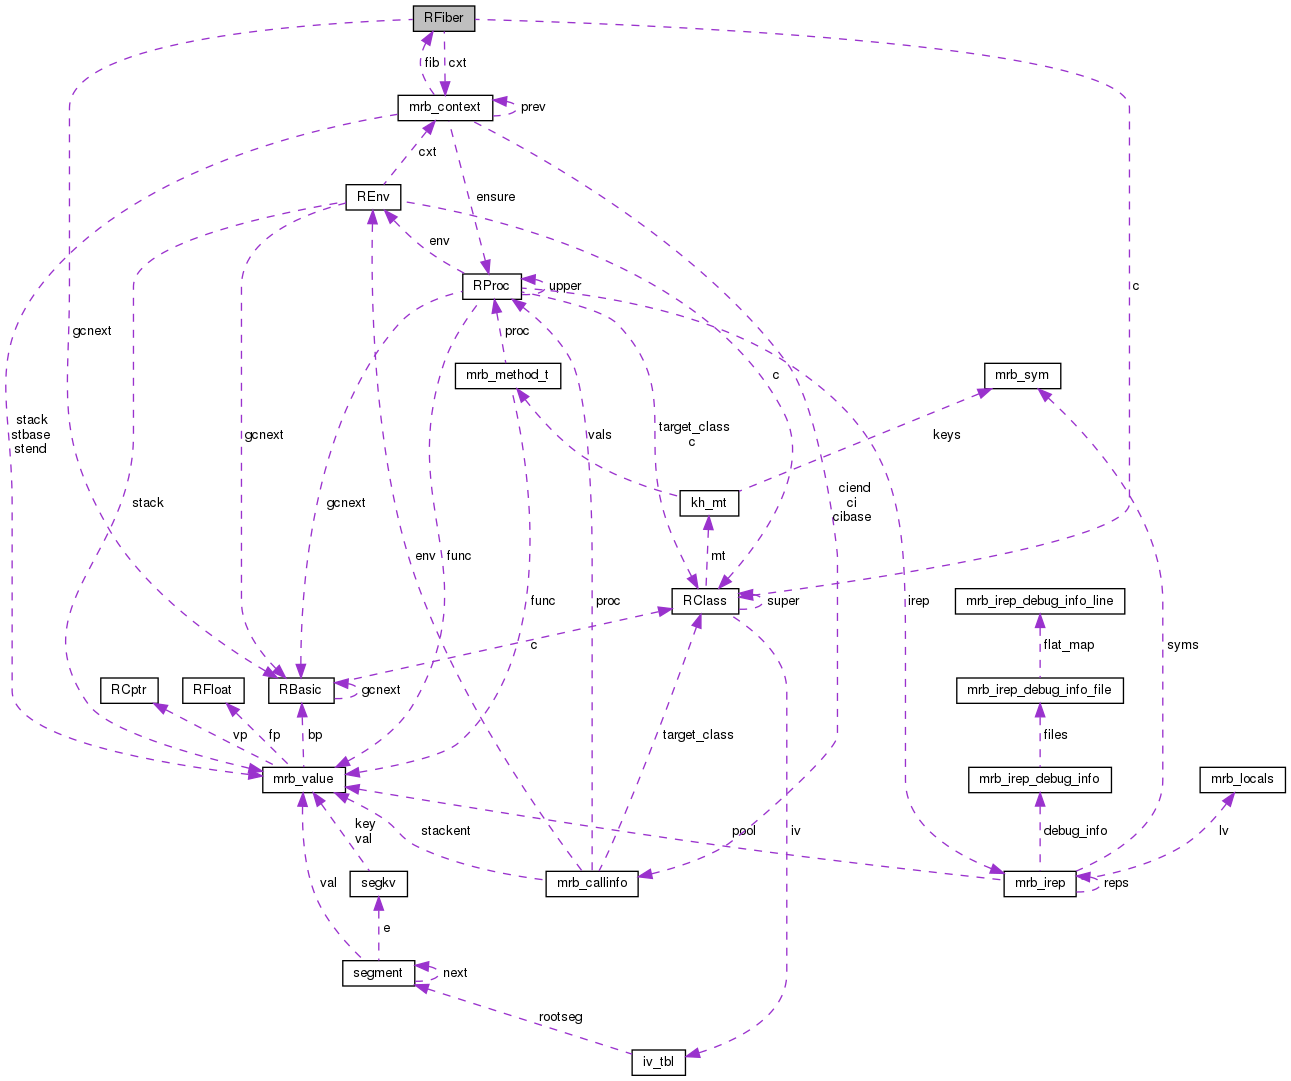 RFiber
fib
cxt
mrb_context
prev
cxt
REnv
ensure
env
RProc
upper
c
gcnext
proc
mrb_method_t
c
mrb_sym
stack
stbase
stend
gcnext
vals
target_class
c
keys
stack
gcnext
kh_mt
ciend
ci
cibase
env
func
mt
func
proc
RClass
super
irep
mrb_irep_debug_info_line
c
flat_map
syms
RCptr
RFloat
RBasic
gcnext
mrb_irep_debug_info_file
vp
fp
bp
target_class
files
mrb_value
mrb_irep_debug_info
mrb_locals
key
val
stackent
pool
iv
debug_info
lv
val
segkv
mrb_callinfo
mrb_irep
reps
e
segment
next
rootseg
iv_tbl